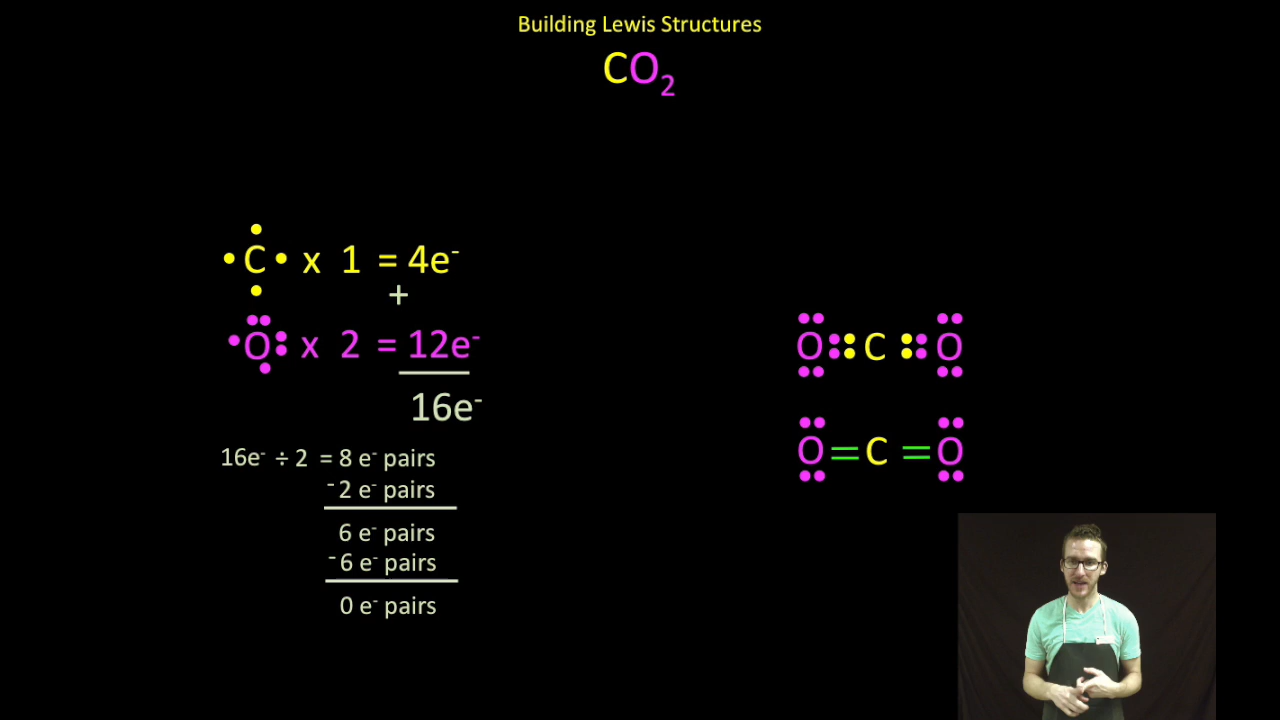 Building Lewis Structures
CO₂
C x 1 = 4e⁻
+
O x 2 = 12e⁻
16e⁻
16e⁻ ÷ 2 = 8 e⁻ pairs
⁻2 e⁻ pairs
6 e⁻ pairs
⁻6 e⁻ pairs
0 e⁻ pairs
O C O
O=C=O